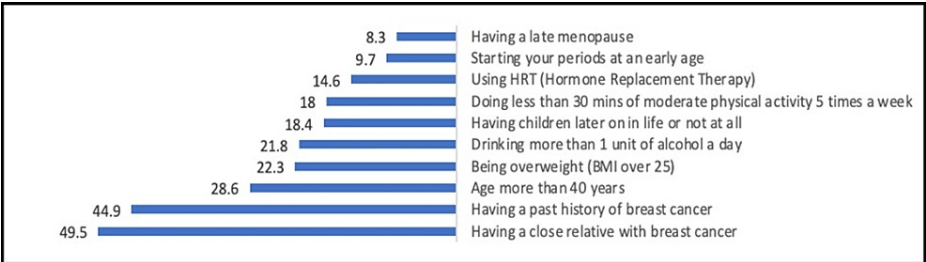 8.3 Having a late menopause
9.7 Starting your periods at an early age
14.6 Using HRT (Hormone Replacement Therapy)
18 Doing less than 30 mins of moderate physical activity 5 times a week
18.4 Having children later on in life or not at all
21.8 Drinking more than 1 unit of alcohol a day
22.3 Being overweight (BMI over 25)
28.6 Age more than 40 years
44.9 Having a past history of breast cancer
49.5 Having a close relative with breast cancer